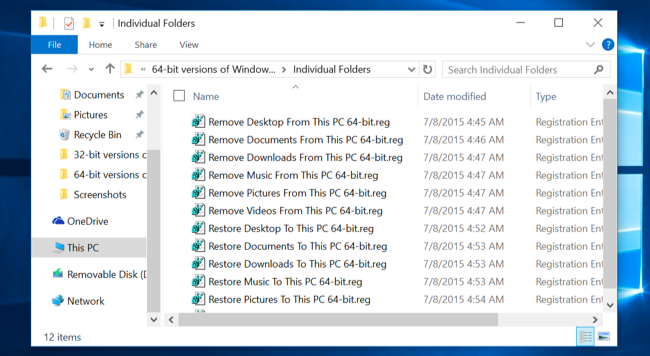 Individual Folders
File Home Share View
« 64-bit versions of Window... > Individual Folders
Search Individual Folders
Documents
Pictures
Recycle Bin
32-bit versions o
64-bit versions o
Screenshots
OneDrive
This PC
Removable Disk (D
Network
Name Date modified Type
Remove Desktop From This PC 64-bit.reg 7/8/2015 4:45 AM Registration Ent
Remove Documents From This PC 64-bit.reg 7/8/2015 4:46 AM Registration Ent
Remove Downloads From This PC 64-bit.reg 7/8/2015 4:47 AM Registration Ent
Remove Music From This PC 64-bit.reg 7/8/2015 4:47 AM Registration Ent
Remove Pictures From This PC 64-bit.reg 7/8/2015 4:47 AM Registration Ent
Remove Videos From This PC 64-bit.reg 7/8/2015 4:47 AM Registration Ent
Restore Desktop To This PC 64-bit.reg 7/8/2015 4:52 AM Registration Ent
Restore Documents To This PC 64-bit.reg 7/8/2015 4:53 AM Registration Ent
Restore Downloads To This PC 64-bit.reg 7/8/2015 4:53 AM Registration Ent
Restore Music To This PC 64-bit.reg 7/8/2015 4:53 AM Registration Ent
Restore Pictures To This PC 64-bit.reg 7/8/2015 4:54 AM Registration Ent
12 items